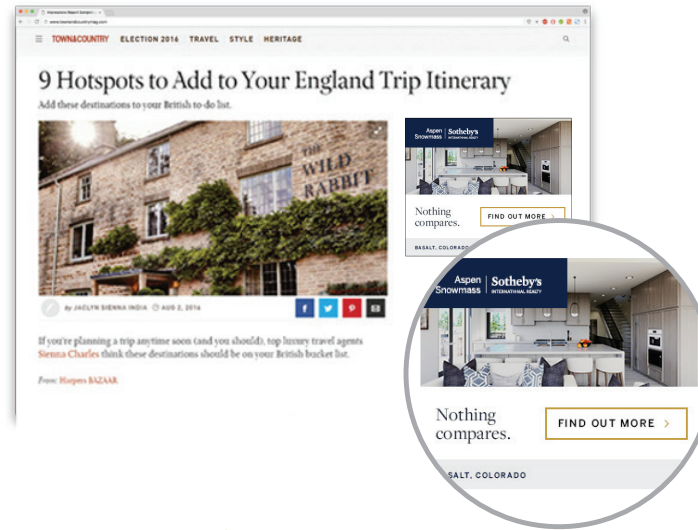 www.townandcountrymag.com
TOWN&COUNTRY ELECTION 2016 TRAVEL STYLE HERITAGE
9 Hotspots to Add to Your England Trip Itinerary
Add these destinations to your British to-do list.
THE
WILD
RABBIT
By JACLYN SIENNA INDIA AUG 2, 2016
If you're planning a trip anytime soon (and you should), top luxury travel agents
Sienna Charles think these destinations should be on your British bucket list.
From: Harpers BAZAAR
Aspen
Snowmass
Sotheby's
INTERNATIONAL REALTY
Nothing
compares.
FIND OUT MORE >
BASALT, COLORADO
Aspen
Snowmass
Sotheby's
INTERNATIONAL REALTY
Nothing
compares.
FIND OUT MORE >
SALT, COLORADO